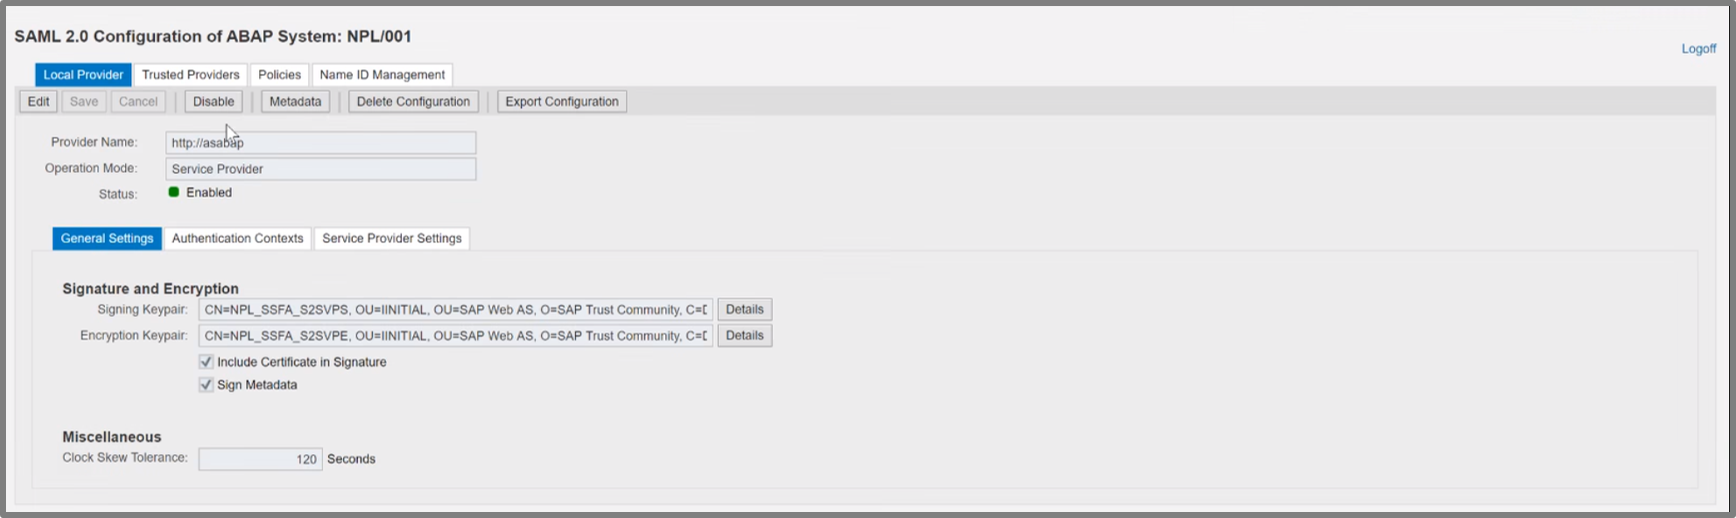 SAML 2.0 Configuration of ABAP System: NPL/001
Logoff
Local Provider Trusted Providers Policies Name ID Management
Edit Save Cancel Disable Metadata Delete Configuration Export Configuration
Provider Name: http://asabap
Operation Mode: Service Provider
Status: Enabled
General Settings Authentication Contexts Service Provider Settings
Signature and Encryption
Signing Keypair: CN=NPL_SSFA_S2SVPS, OU=IINITIAL, OU=SAP Web AS, O=SAP Trust Community, C=D Details
Encryption Keypair: CN=NPL_SSFA_S2SVPE, OU=IINITIAL, OU=SAP Web AS, O=SAP Trust Community, C=D Details
Include Certificate in Signature
Sign Metadata
Miscellaneous
Clock Skew Tolerance: 120 Seconds